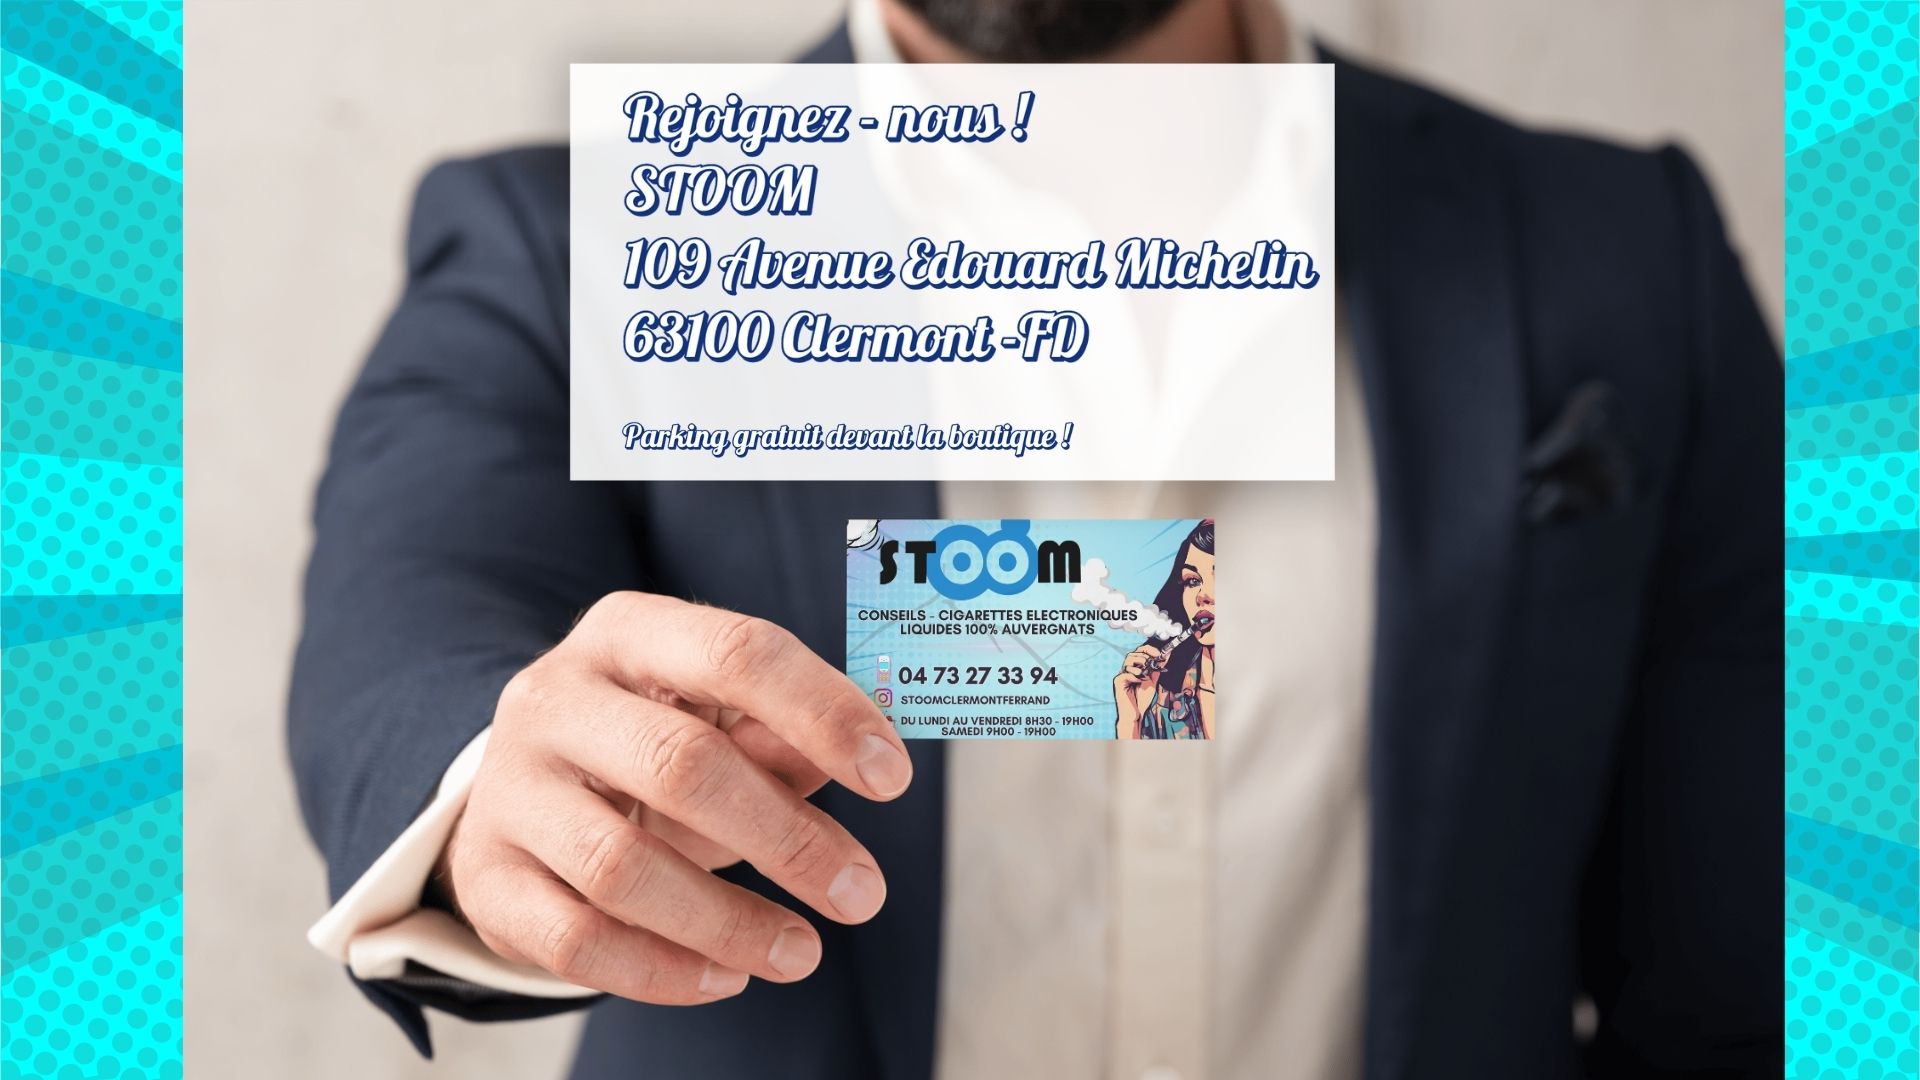 Rejoignez - nous !
STOOM
109 Avenue Edouard Michelin
63100 Clermont -FD
Parking gratuit devant la boutique !
STOOM
CONSEILS - CIGARETTES ELECTRONIQUES
LIQUIDES 100% AUVERGNATS
04 73 27 33 94
STOOMCLERMONTFERRAND
DU LUNDI AU VENDREDI 8H30 - 19H00
SAMEDI 9H00 - 19H00